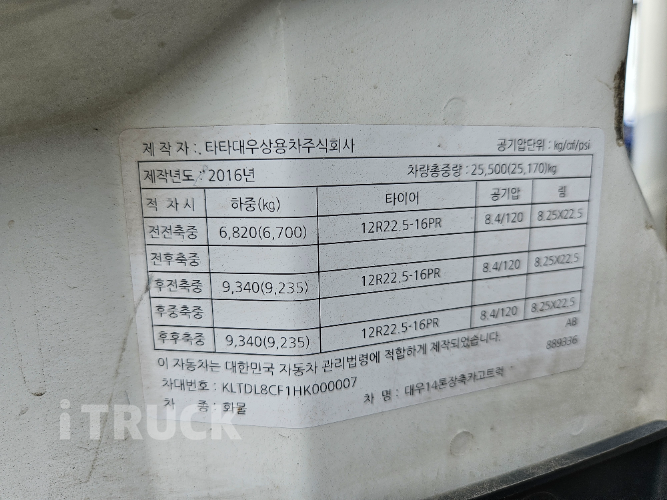 제 작 자 : 타타대우상용차주식회사 공기압단위 : kg/cm²/psi
제작년도 : 2016년 차량총중량 : 25,500(25,170)kg
적 차 시 하중(kg) 타이어 공기압 림
전전축중 6,820(6,700) 12R22.5-16PR 8.4/120 8.25X22.5
전후축중
후전축중 9,340(9,235) 12R22.5-16PR 8.4/120 8.25X22.5
후중축중
후후축중 9,340(9,235) 12R22.5-16PR 8.4/120 8.25X22.5
이 자동차는 대한민국 자동차 관리법령에 적합하게 제작되었습니다. AB
389336
차대번호 : KLTDL8CF1HK000007 차 명 : 대우14톤장축카고트럭
차 종 : 화물
iTRUCK